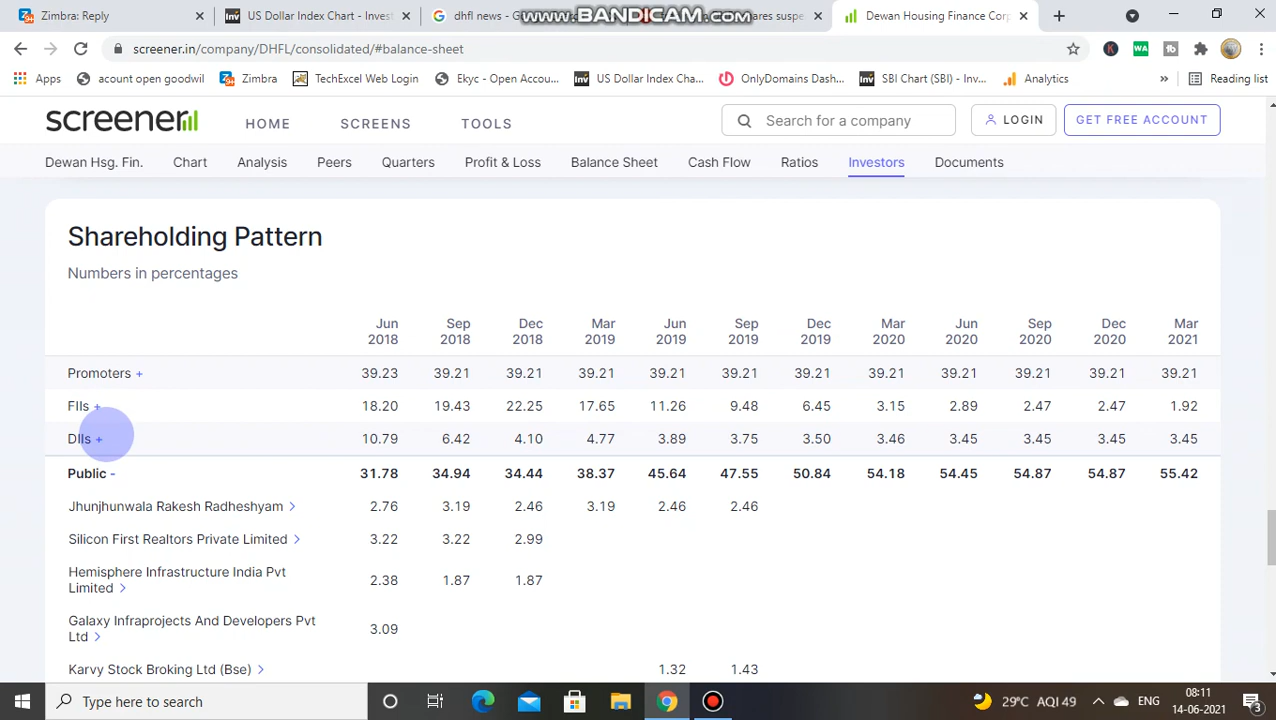 Zimbra: Reply
US Dollar Index Chart - Invest
dhfl news - G
www.BANDICAM.com
ares suspe
Dewan Housing Finance Corp
screener.in/company/DHFL/consolidated/#balance-sheet
Apps
acount open goodwil
Zimbra
TechExcel Web Login
Ekyc - Open Accou...
US Dollar Index Cha...
OnlyDomains Dash...
SBI Chart (SBI) - Inv...
Analytics
»
Reading list
screener
HOME
SCREENS
TOOLS
Search for a company
LOGIN
GET FREE ACCOUNT
Dewan Hsg. Fin. Chart Analysis Peers Quarters Profit & Loss Balance Sheet Cash Flow Ratios Investors Documents
Shareholding Pattern
Numbers in percentages
Jun Sep Dec Mar Jun Sep Dec Mar Jun Sep Dec Mar
2018 2018 2018 2019 2019 2019 2019 2020 2020 2020 2020 2021
Promoters + 39.23 39.21 39.21 39.21 39.21 39.21 39.21 39.21 39.21 39.21 39.21 39.21
FIIs + 18.20 19.43 22.25 17.65 11.26 9.48 6.45 3.15 2.89 2.47 2.47 1.92
DIIs + 10.79 6.42 4.10 4.77 3.89 3.75 3.50 3.46 3.45 3.45 3.45 3.45
Public - 31.78 34.94 34.44 38.37 45.64 47.55 50.84 54.18 54.45 54.87 54.87 55.42
Jhunjhunwala Rakesh Radheshyam 2.76 3.19 2.46 3.19 2.46 2.46
Silicon First Realtors Private Limited 3.22 3.22 2.99
Hemisphere Infrastructure India Pvt
Limited 2.38 1.87 1.87
Galaxy Infraprojects And Developers Pvt
Ltd 3.09
Karvy Stock Broking Ltd (Bse) 1.32 1.43
Type here to search
29°C AQI 49
ENG
08:11
14-06-2021
3